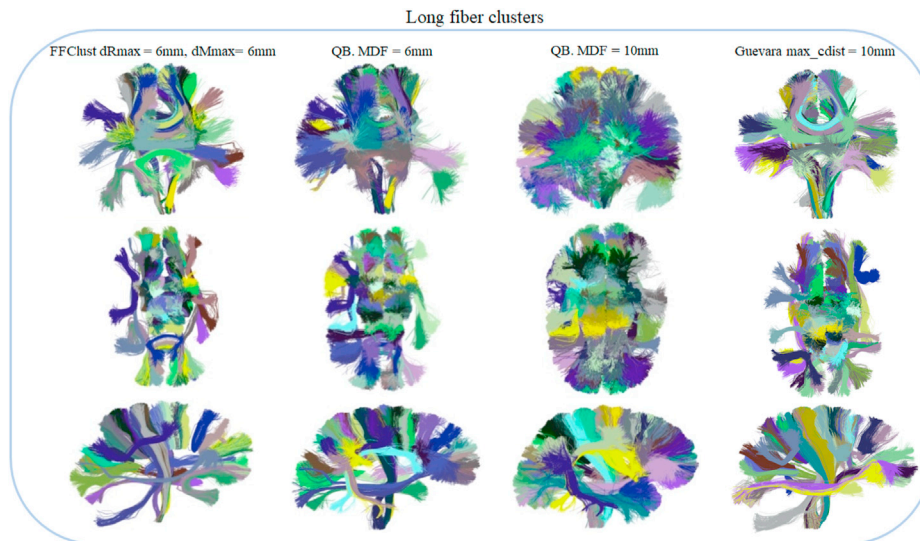 Long fiber clusters
FFClust dRmax = 6mm, dMmax= 6mm
QB. MDF = 6mm
QB. MDF = 10mm
Guevara max_cdist = 10mm